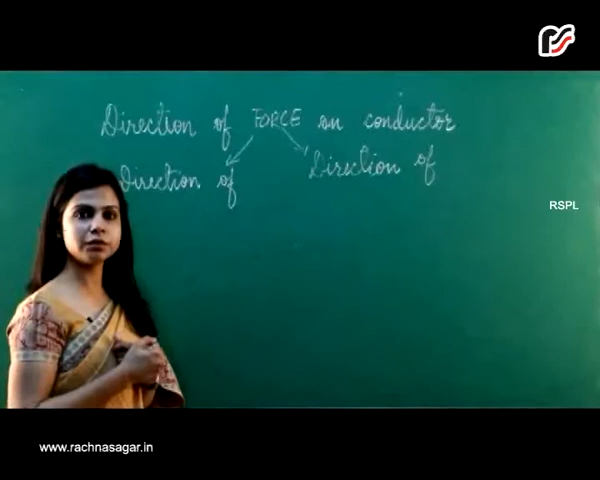 RSPL
Direction of FORCE on conductor
Direction of Direction of
www.rachnasagar.in